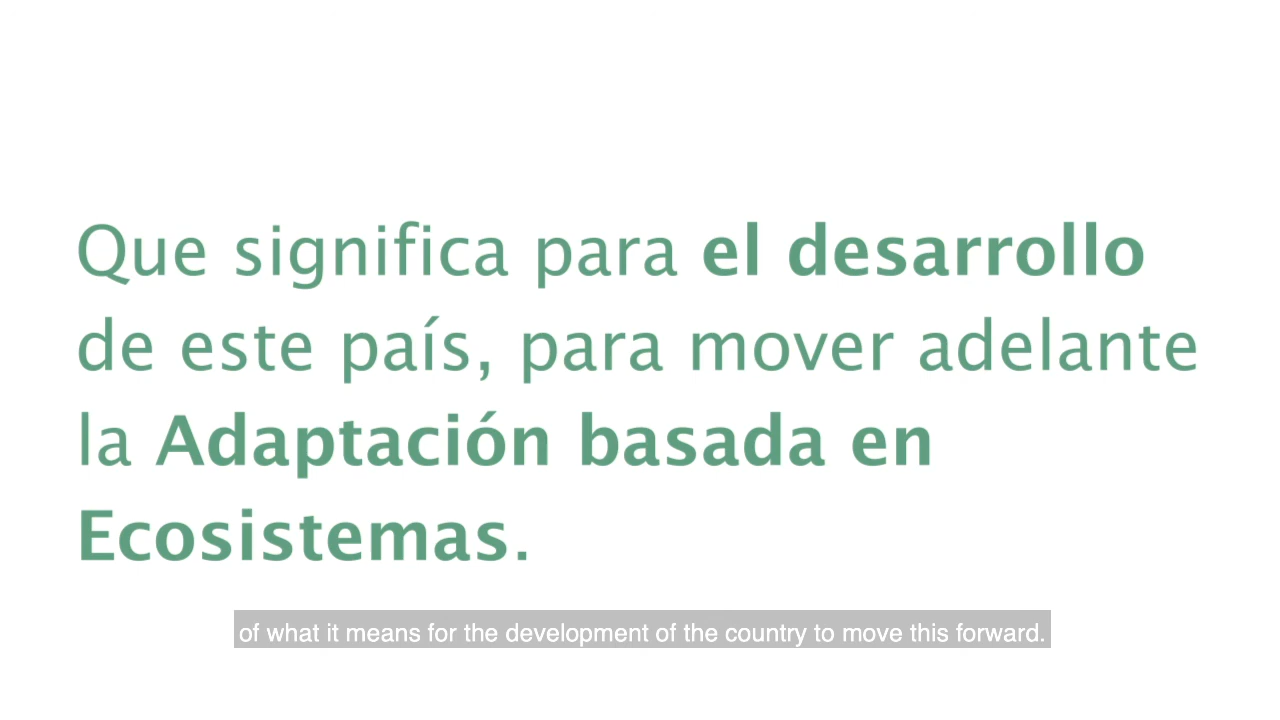 Que significa para el desarrollo
de este país, para mover adelante
la Adaptación basada en
Ecosistemas.
of what it means for the development of the country to move this forward.